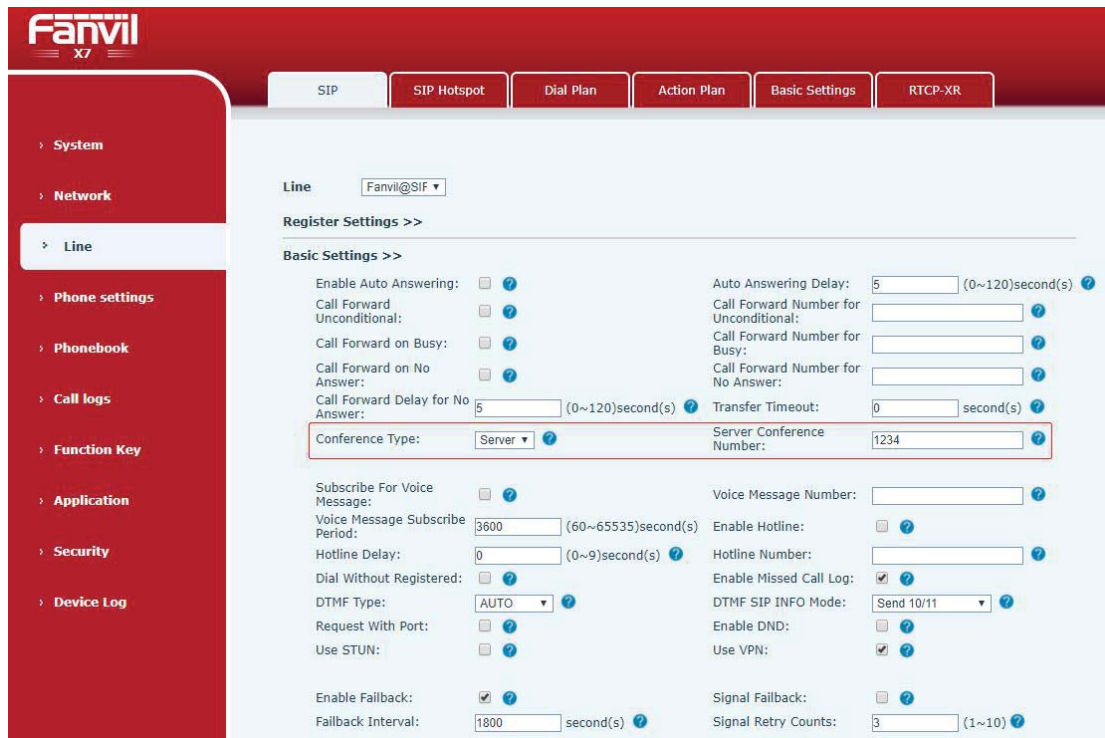 Fanvil
X7
SIP
SIP Hotspot
Dial Plan
Action Plan
Basic Settings
RTCP-XR
› System
› Network
› Line
› Phone settings
› Phonebook
› Call logs
› Function Key
› Application
› Security
› Device Log
Line Fanvil@SIF
Register Settings >>
Basic Settings >>
Enable Auto Answering: Auto Answering Delay: 5 (0~120)second(s)
Call Forward Unconditional: Call Forward Number for Unconditional:
Call Forward on Busy: Call Forward Number for Busy:
Call Forward on No Answer: Call Forward Number for No Answer:
Call Forward Delay for No Answer: 5 (0~120)second(s) Transfer Timeout: 0 second(s)
Conference Type: Server Server Conference Number: 1234
Subscribe For Voice Message: Voice Message Number:
Voice Message Subscribe Period: 3600 (60~65535)second(s) Enable Hotline:
Hotline Delay: 0 (0~9)second(s) Hotline Number:
Dial Without Registered: Enable Missed Call Log:
DTMF Type: AUTO DTMF SIP INFO Mode: Send 10/11
Request With Port: Enable DND:
Use STUN: Use VPN:
Enable Failback: Signal Failback:
Failback Interval: 1800 second(s) Signal Retry Counts: 3 (1~10)